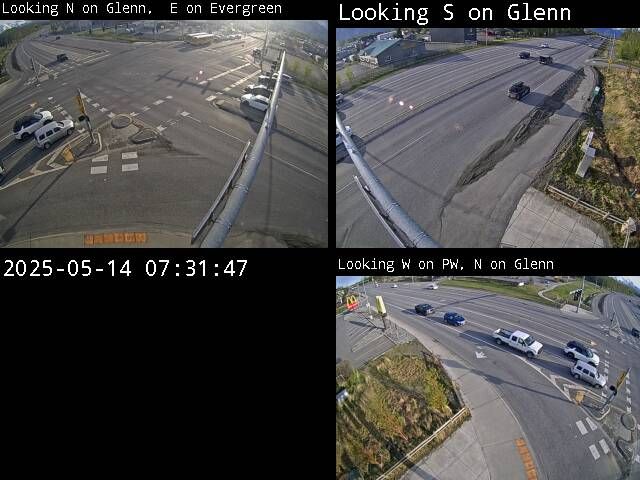 Looking N on Glenn,  E on Evergreen
Looking S on Glenn
2025-05-14 07:31:47
Looking W on PW, N on Glenn